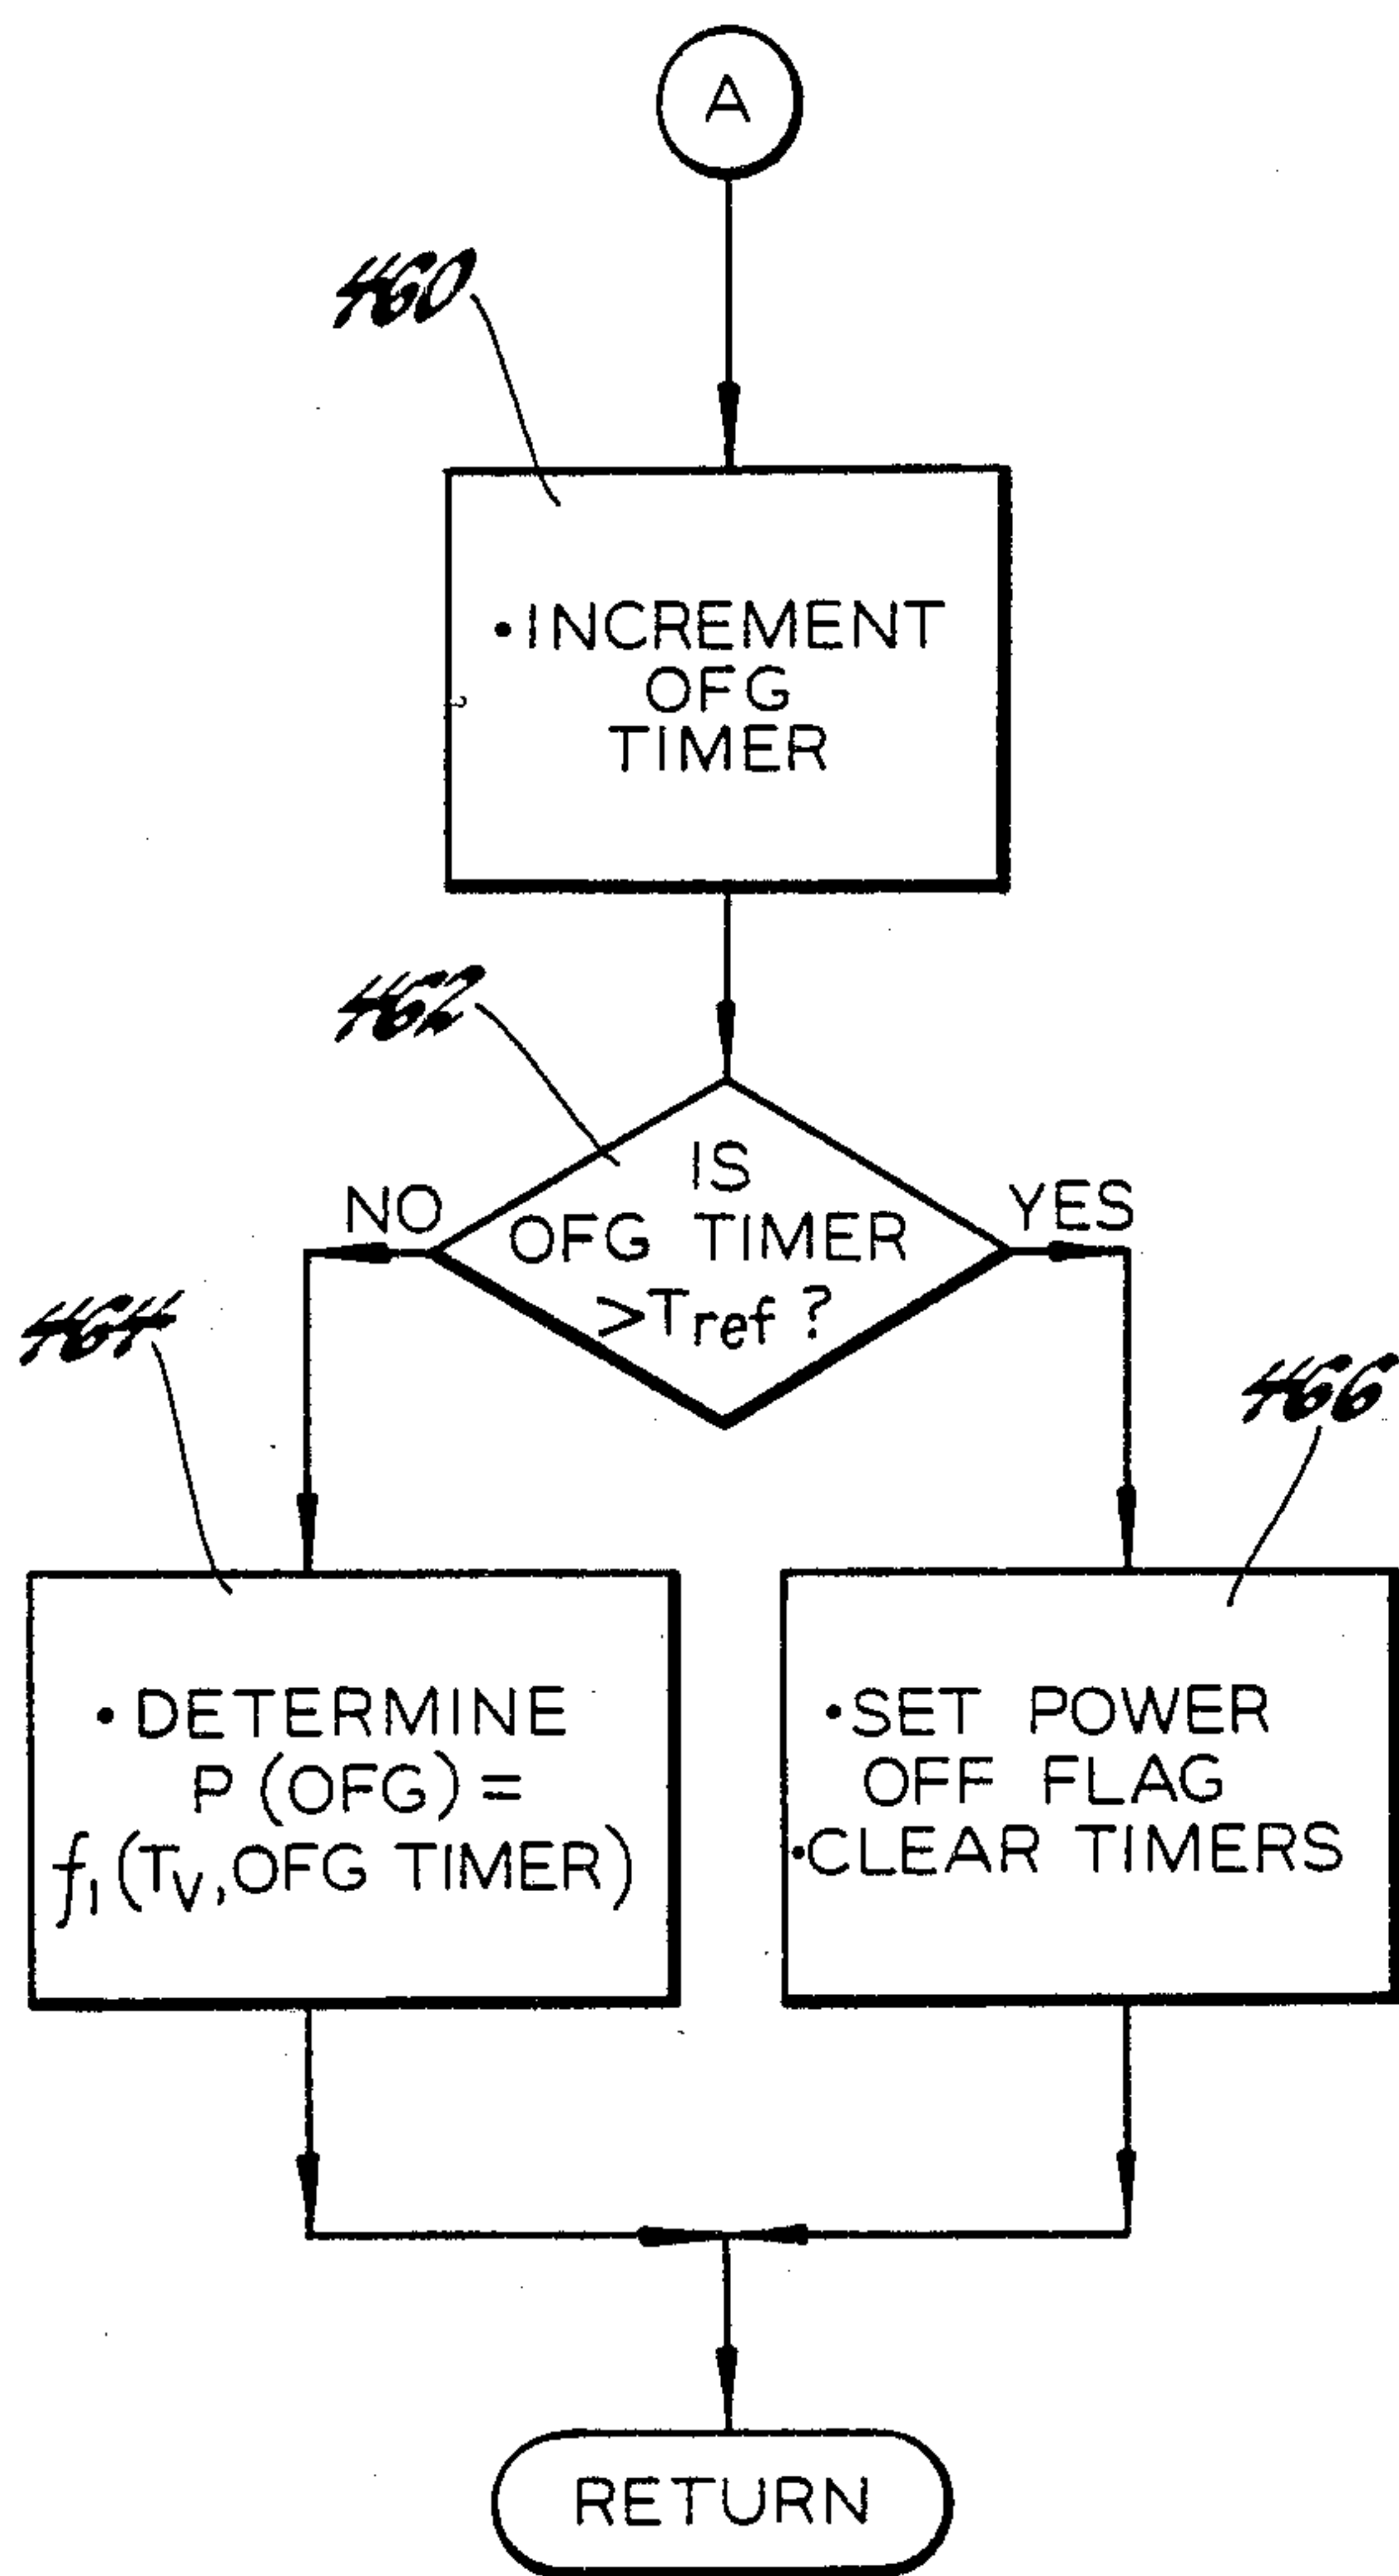 A
460
• INCREMENT
OFG
TIMER
462
IS
OFG TIMER
>Tref ?
NO
YES
464
466
• DETERMINE
P (OFG) =
f1 (TV, OFG TIMER)
• SET POWER
OFF FLAG
• CLEAR TIMERS
RETURN